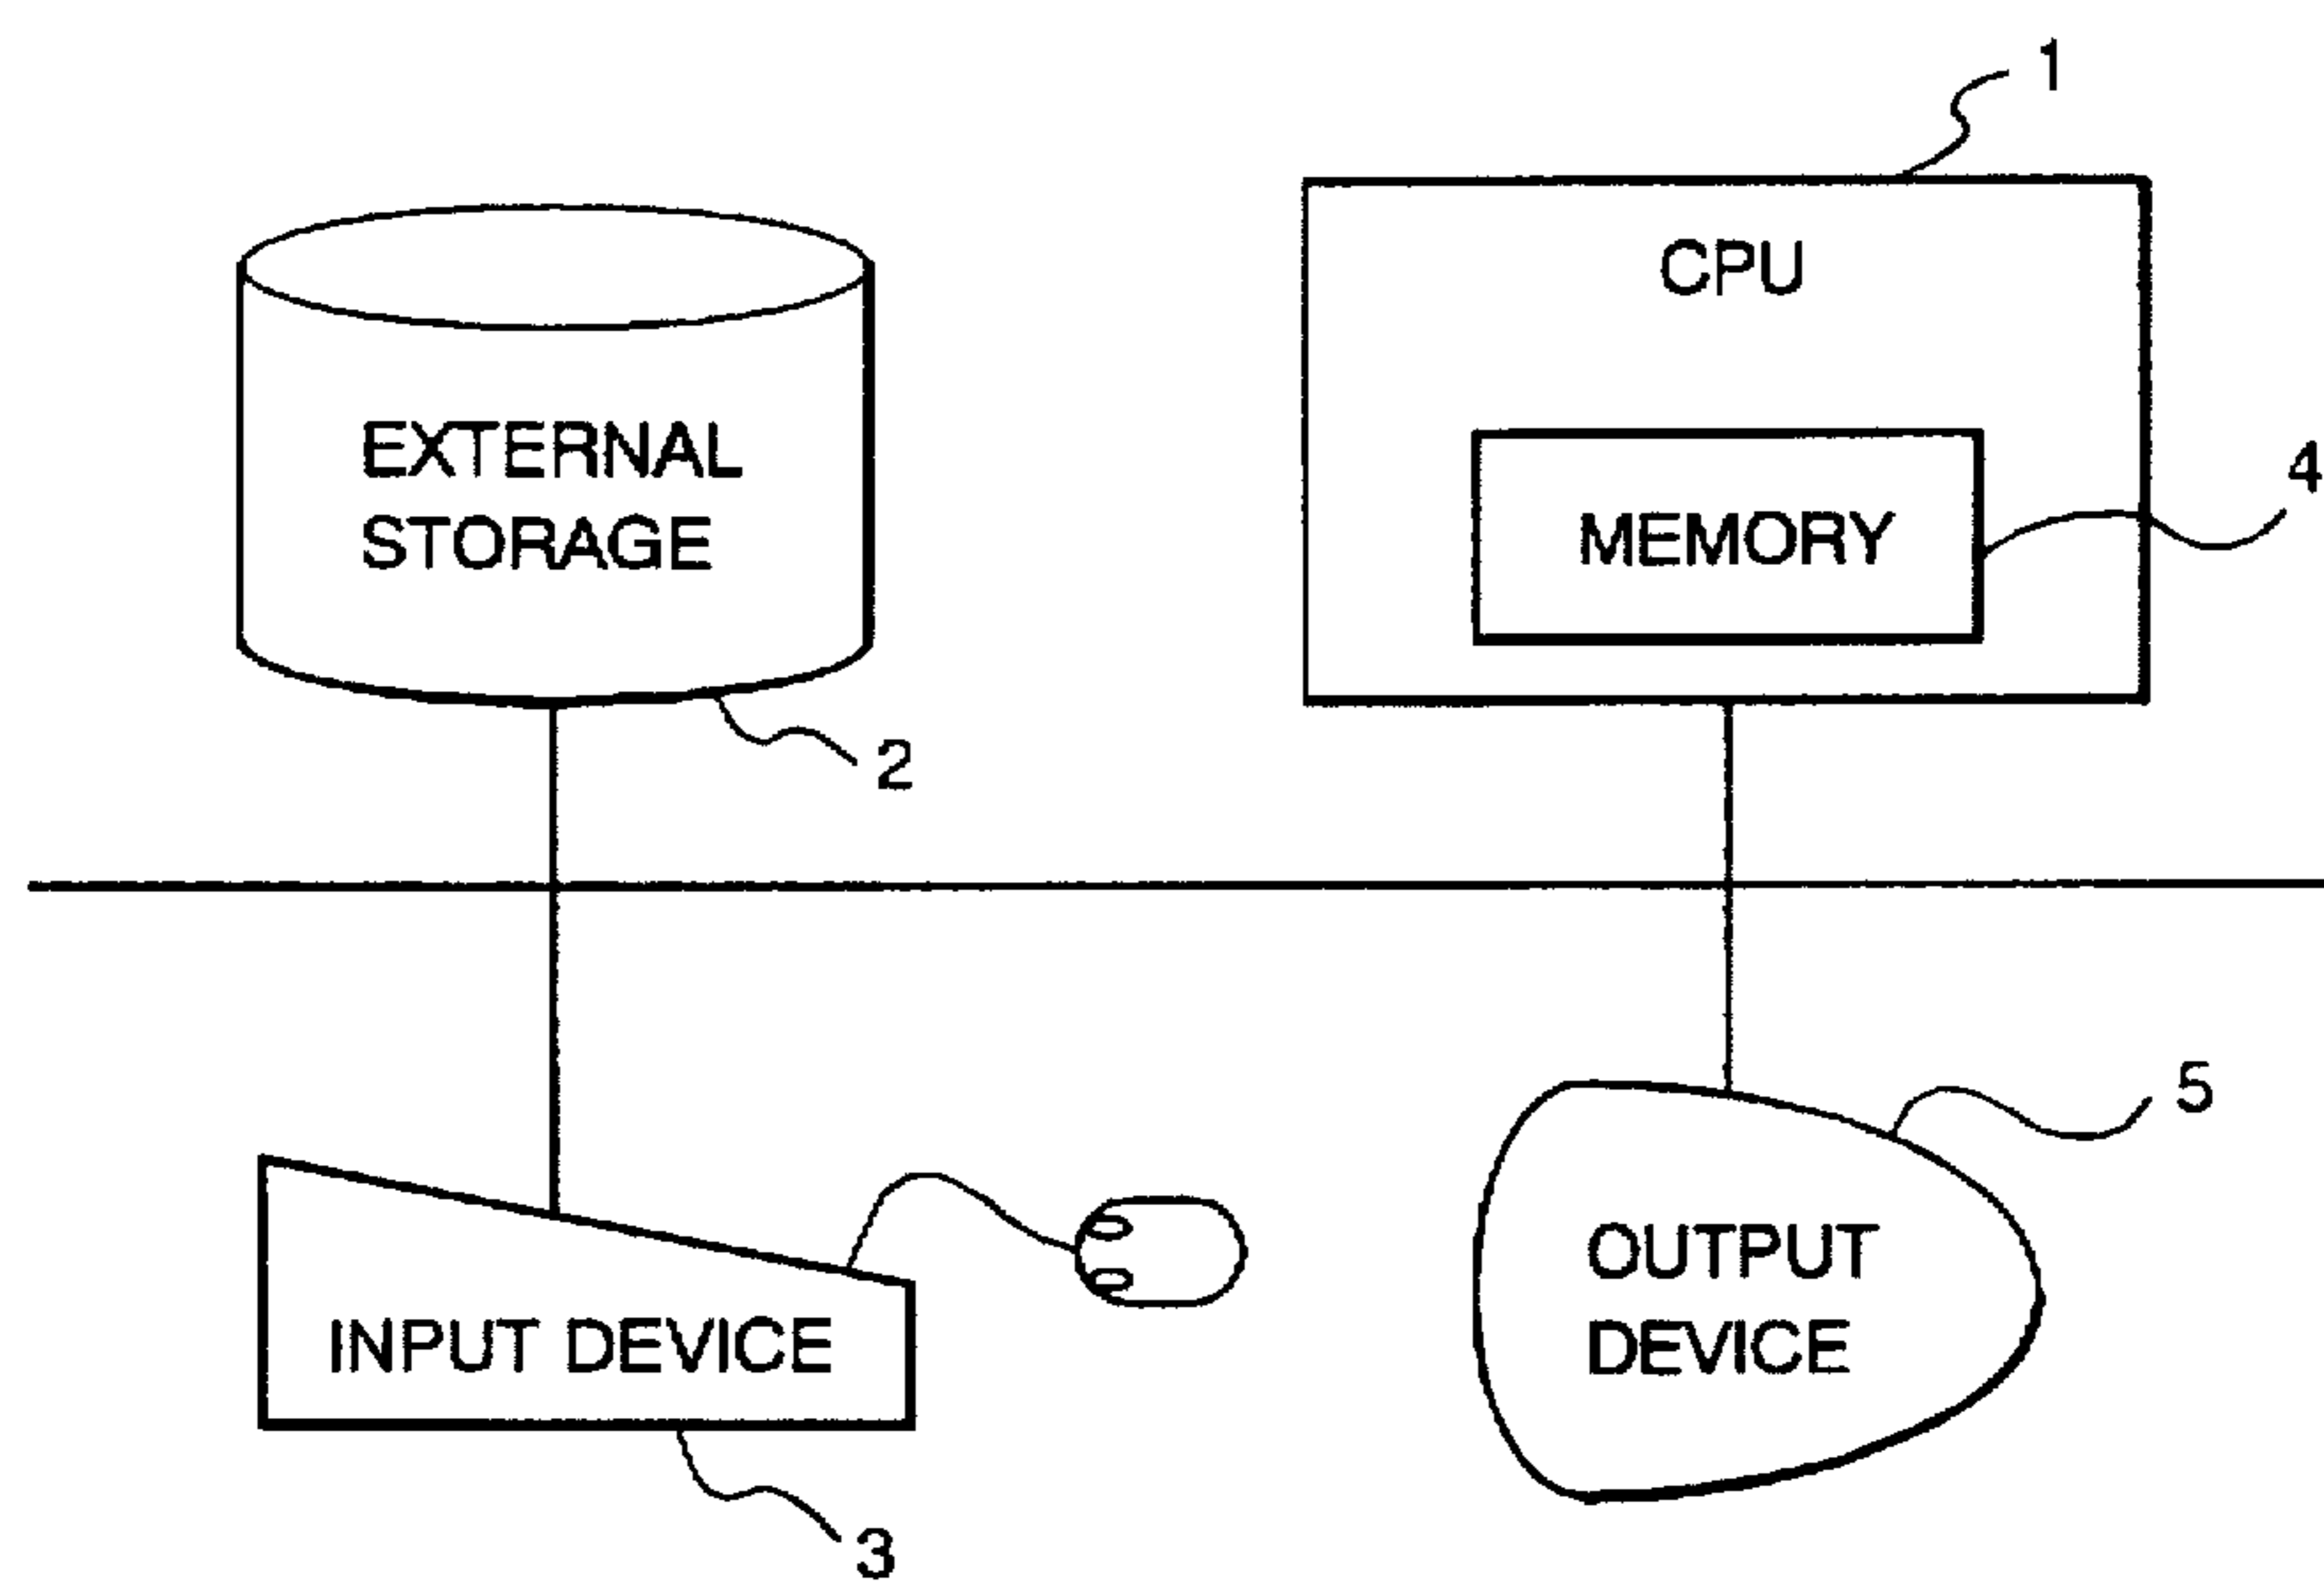 1
CPU
EXTERNAL
STORAGE
MEMORY
4
2
5
OUTPUT
DEVICE
INPUT DEVICE
3